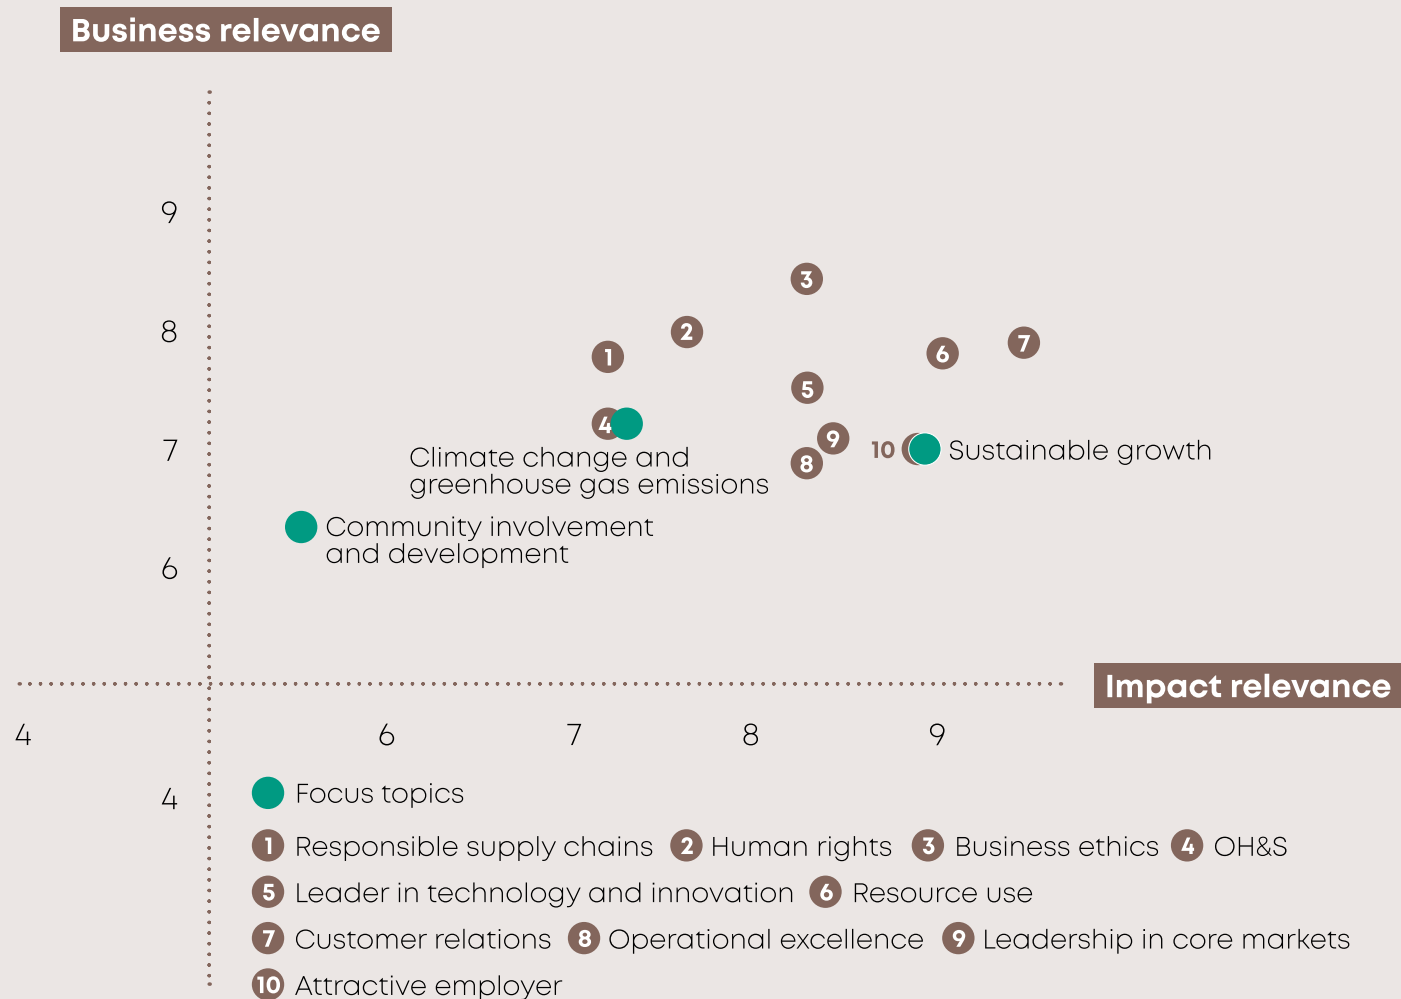 Business relevance
9
3
8
2
7
6
1
5
4
9
7
10
Sustainable growth
8
Climate change and
greenhouse gas emissions
Community involvement
and development
6
Impact relevance
4 6 7 8 9
4
Focus topics
1 Responsible supply chains 2 Human rights 3 Business ethics 4 OH&S
5 Leader in technology and innovation 6 Resource use
7 Customer relations 8 Operational excellence 9 Leadership in core markets
10 Attractive employer